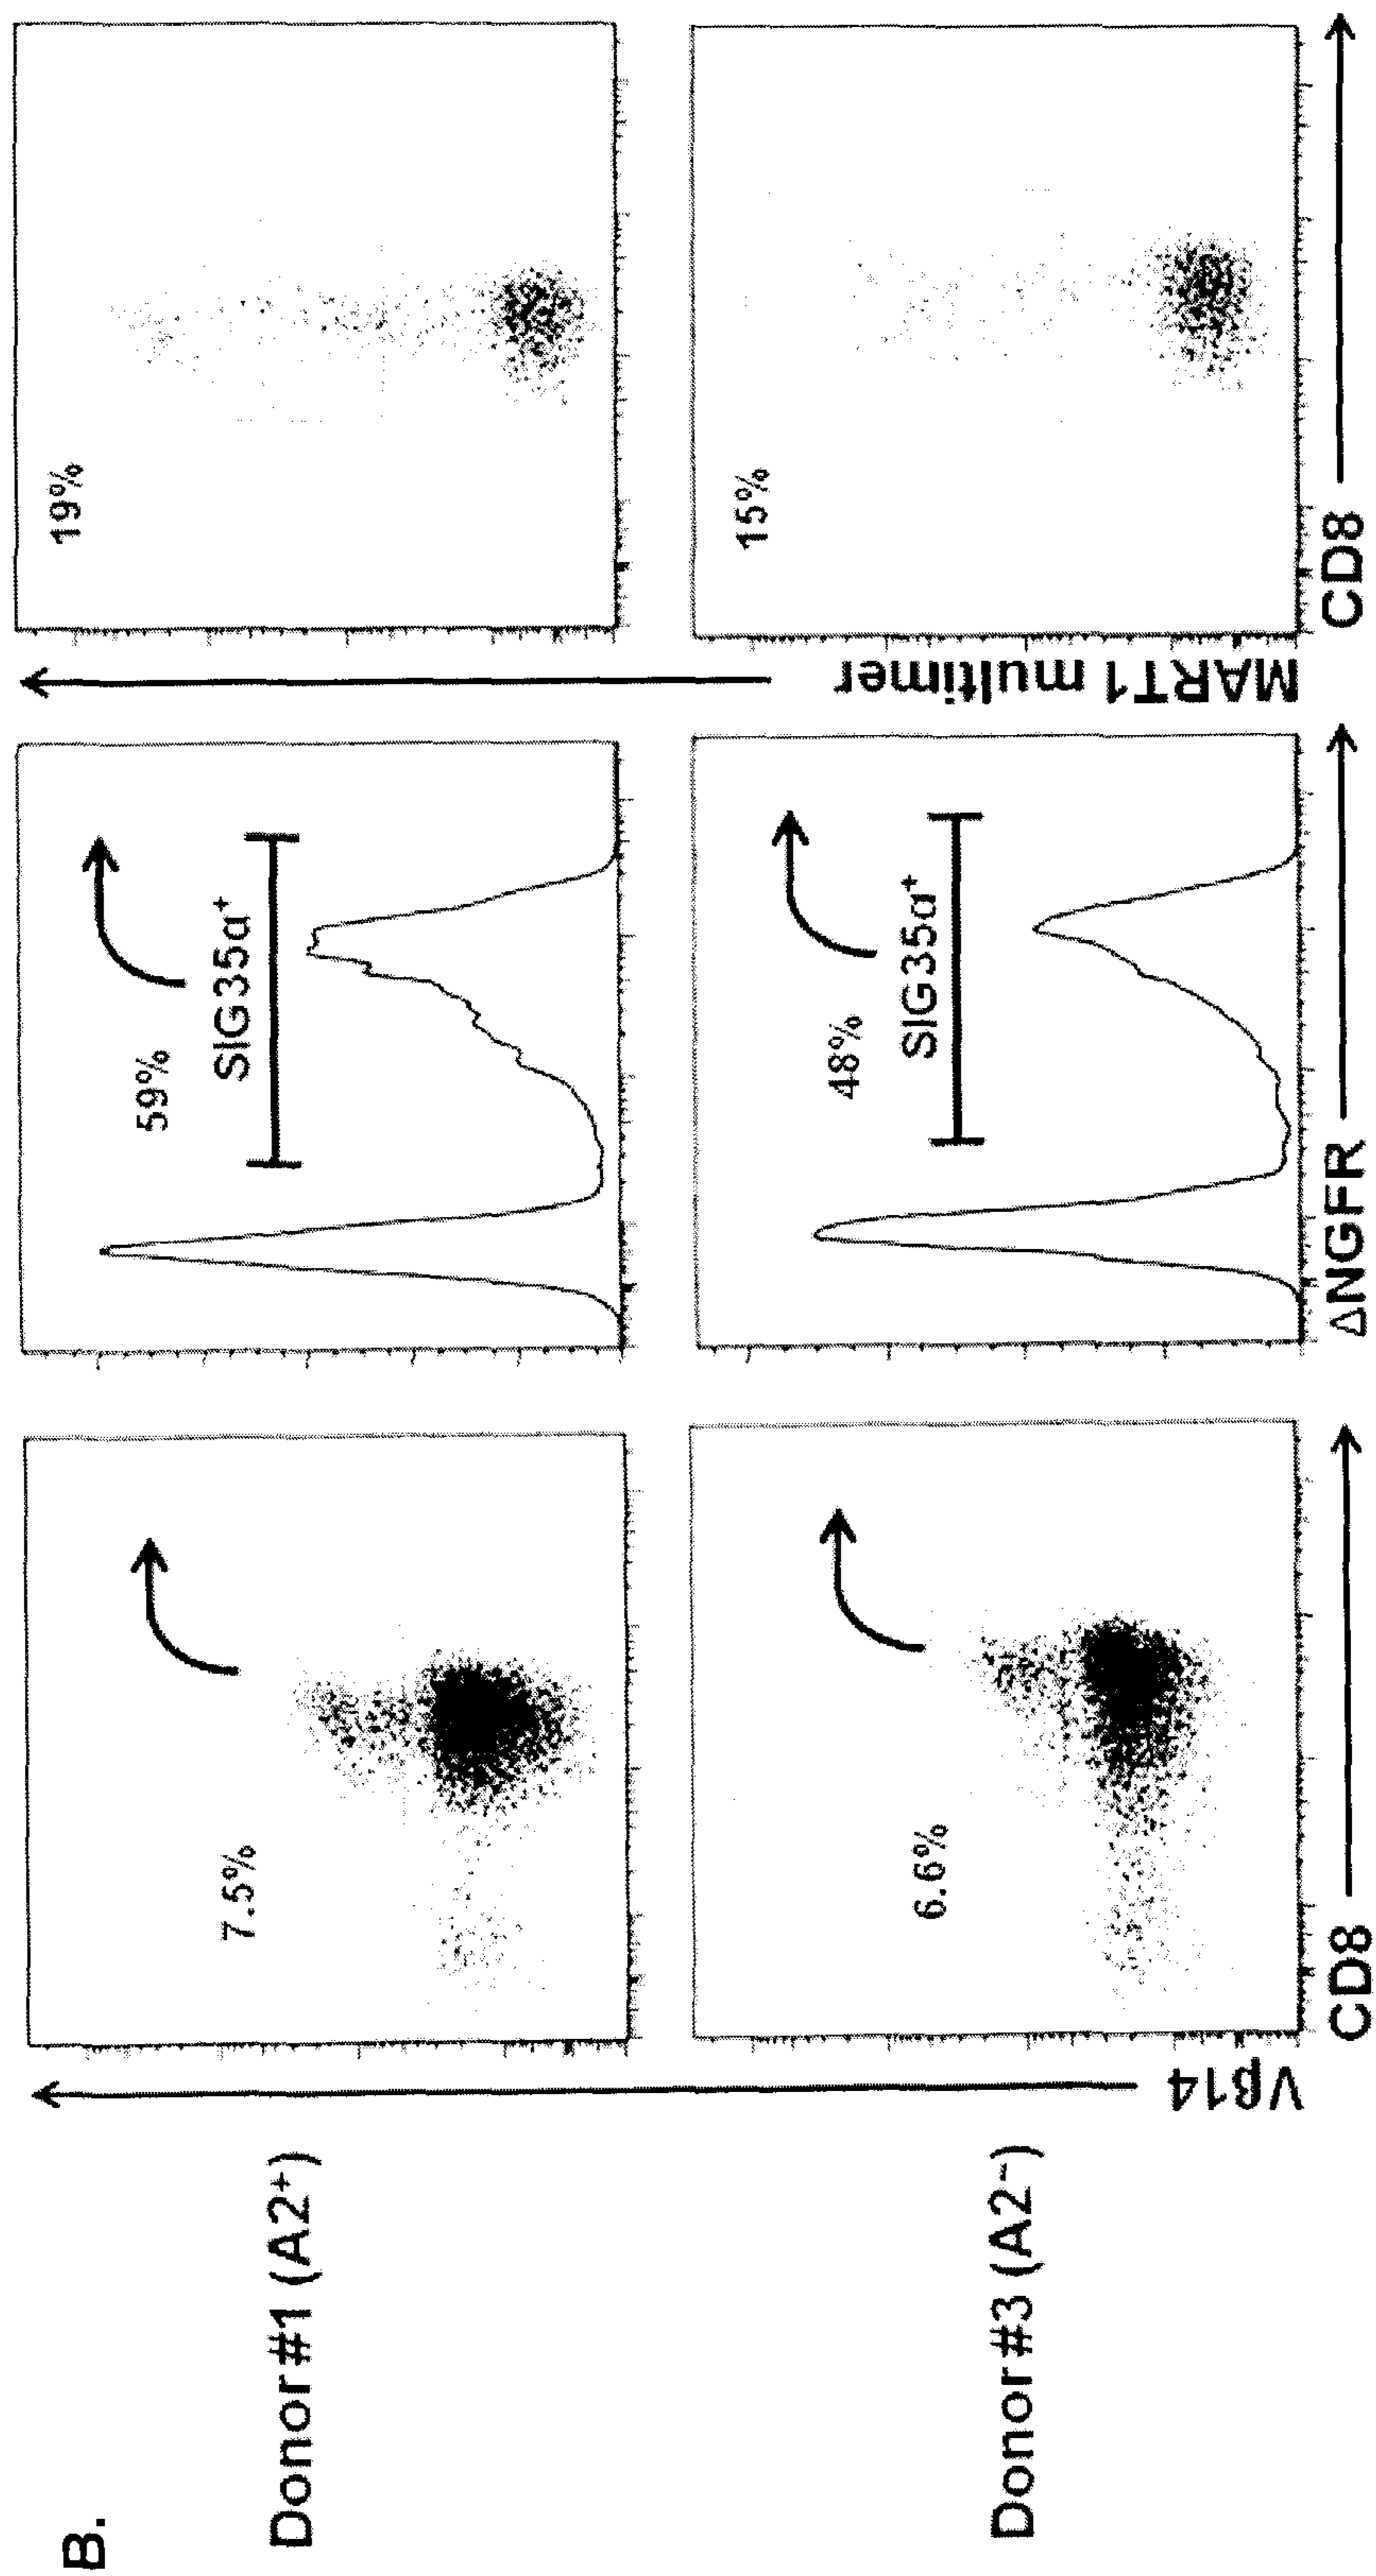 B.
Donor#1 (A2⁺)
7.5%
59%
SIG35α⁺
19%
Donor#3 (A2⁻)
6.6%
48%
SIG35α⁺
15%
Vβ14
MART1 multimer
CD8
ΔNGFR
CD8